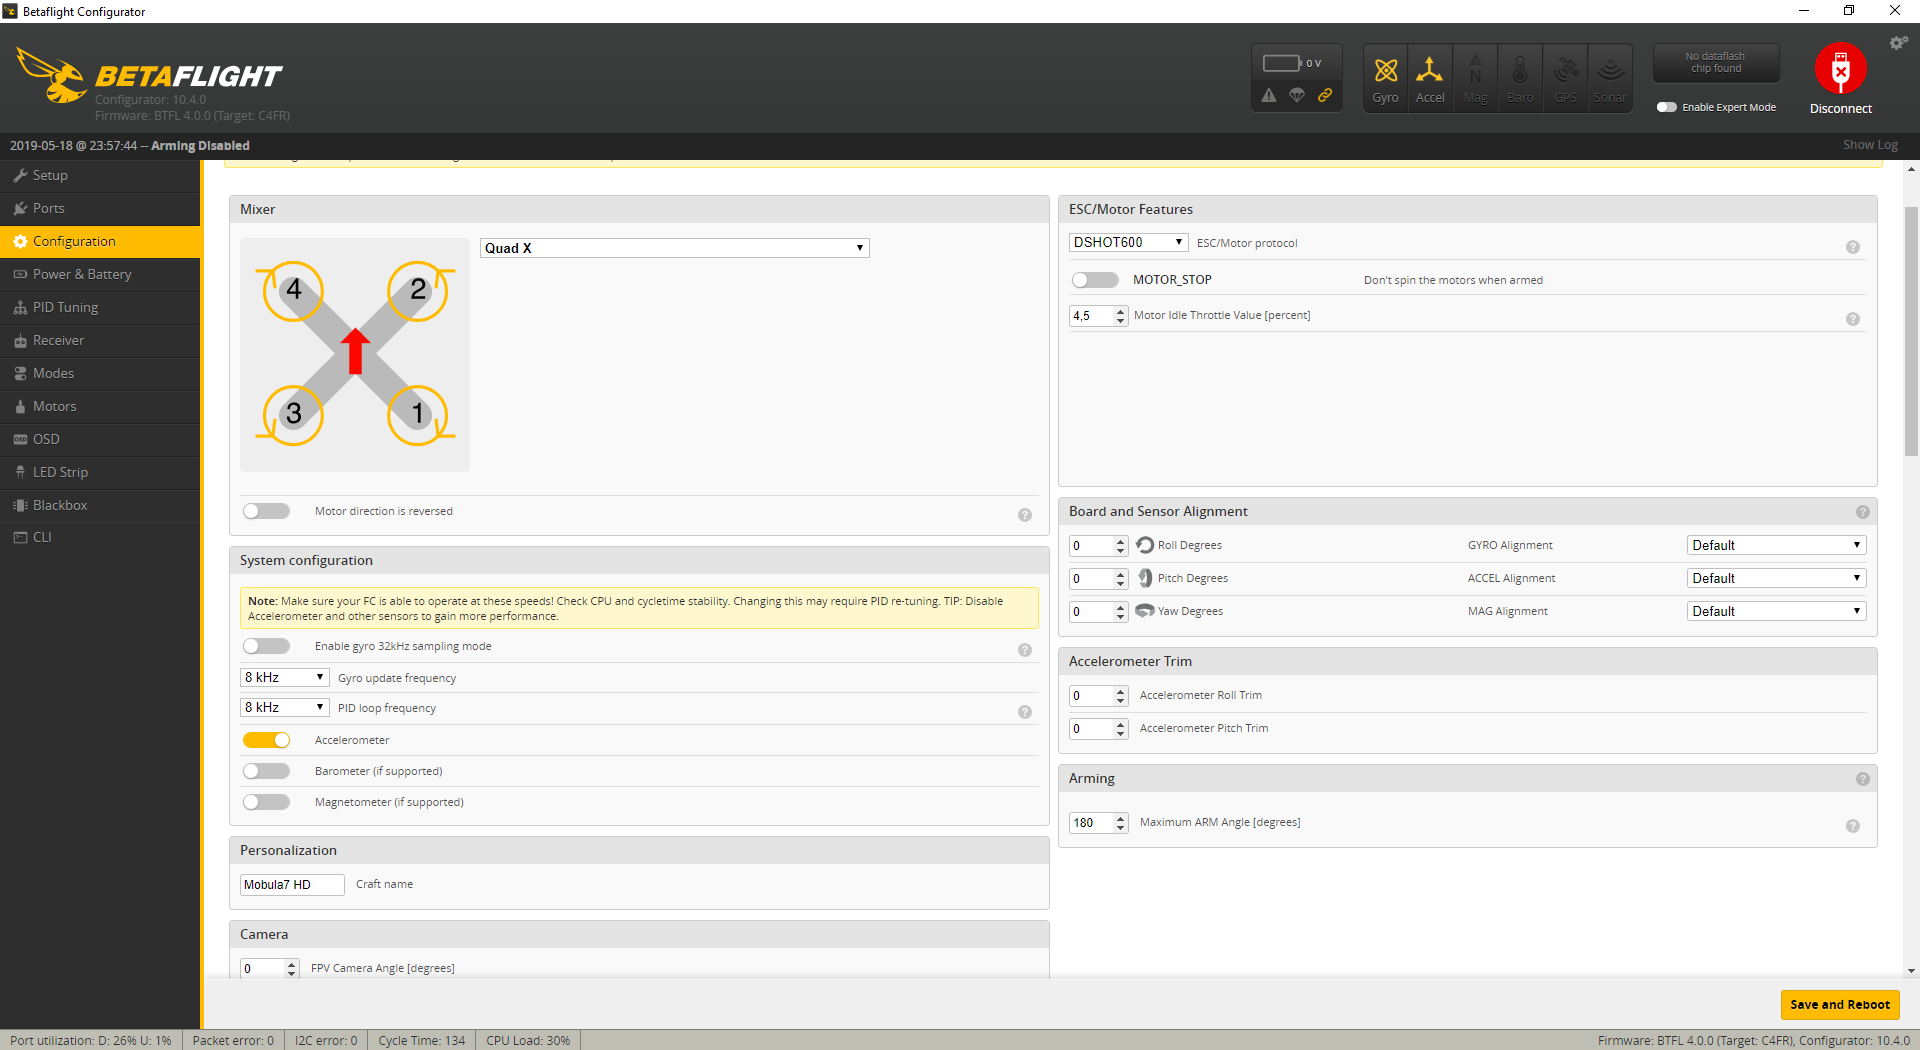 Betaflight Configurator
BETAFLIGHT
Configurator: 10.4.0
Firmware: BTFL 4.0.0 (Target: C4FR)
0 V
Gyro
Accel
Mag
Baro
GPS
Sonar
No dataflash
chip found
Enable Expert Mode
Disconnect
2019-05-18 @ 23:57:44 -- Arming Disabled
Show Log
Setup
Ports
Configuration
Power & Battery
PID Tuning
Receiver
Modes
Motors
OSD
LED Strip
Blackbox
CLI
Mixer
Quad X
4
2
3
1
Motor direction is reversed
System configuration
Note: Make sure your FC is able to operate at these speeds! Check CPU and cycletime stability. Changing this may require PID re-tuning. TIP: Disable
Accelerometer and other sensors to gain more performance.
Enable gyro 32kHz sampling mode
8 kHz Gyro update frequency
8 kHz PID loop frequency
Accelerometer
Barometer (if supported)
Magnetometer (if supported)
Personalization
Mobula7 HD Craft name
Camera
0 FPV Camera Angle [degrees]
ESC/Motor Features
DSHOT600 ESC/Motor protocol
MOTOR_STOP Don't spin the motors when armed
4,5 Motor Idle Throttle Value [percent]
Board and Sensor Alignment
0 Roll Degrees GYRO Alignment Default
0 Pitch Degrees ACCEL Alignment Default
0 Yaw Degrees MAG Alignment Default
Accelerometer Trim
0 Accelerometer Roll Trim
0 Accelerometer Pitch Trim
Arming
180 Maximum ARM Angle [degrees]
Save and Reboot
Port utilization: D: 26% U: 1% Packet error: 0 I2C error: 0 Cycle Time: 134 CPU Load: 30% Firmware: BTFL 4.0.0 (Target: C4FR), Configurator: 10.4.0